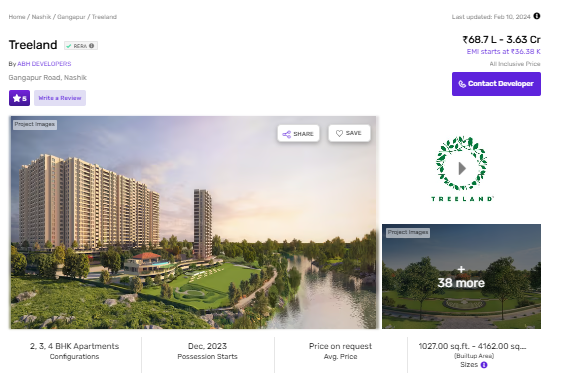 Home / Nashik / Gangapur / Treeland
Last updated: Feb 10, 2024
Treeland
RERA
₹68.7 L - 3.63 Cr
EMI starts at ₹36.38 K
By ABH DEVELOPERS
All Inclusive Price
Gangapur Road, Nashik
Contact Developer
5
Write a Review
Project Images
SHARE
SAVE
TREELAND
Project Images
+
38 more
2, 3, 4 BHK Apartments
Configurations
Dec, 2023
Possession Starts
Price on request
Avg. Price
1027.00 sq.ft. - 4162.00 sq....
(Builtup Area)
Sizes